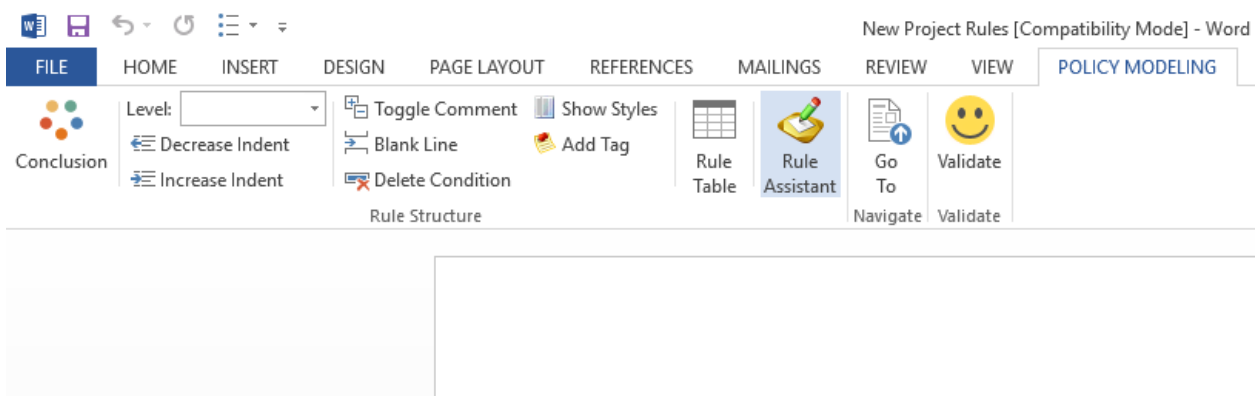 New Project Rules [Compatibility Mode] - Word
FILE HOME INSERT DESIGN PAGE LAYOUT REFERENCES MAILINGS REVIEW VIEW POLICY MODELING
Conclusion
Level:
Decrease Indent
Increase Indent
Toggle Comment
Blank Line
Delete Condition
Show Styles
Add Tag
Rule Structure
Rule
Table
Rule
Assistant
Go
To
Navigate
Validate
Validate